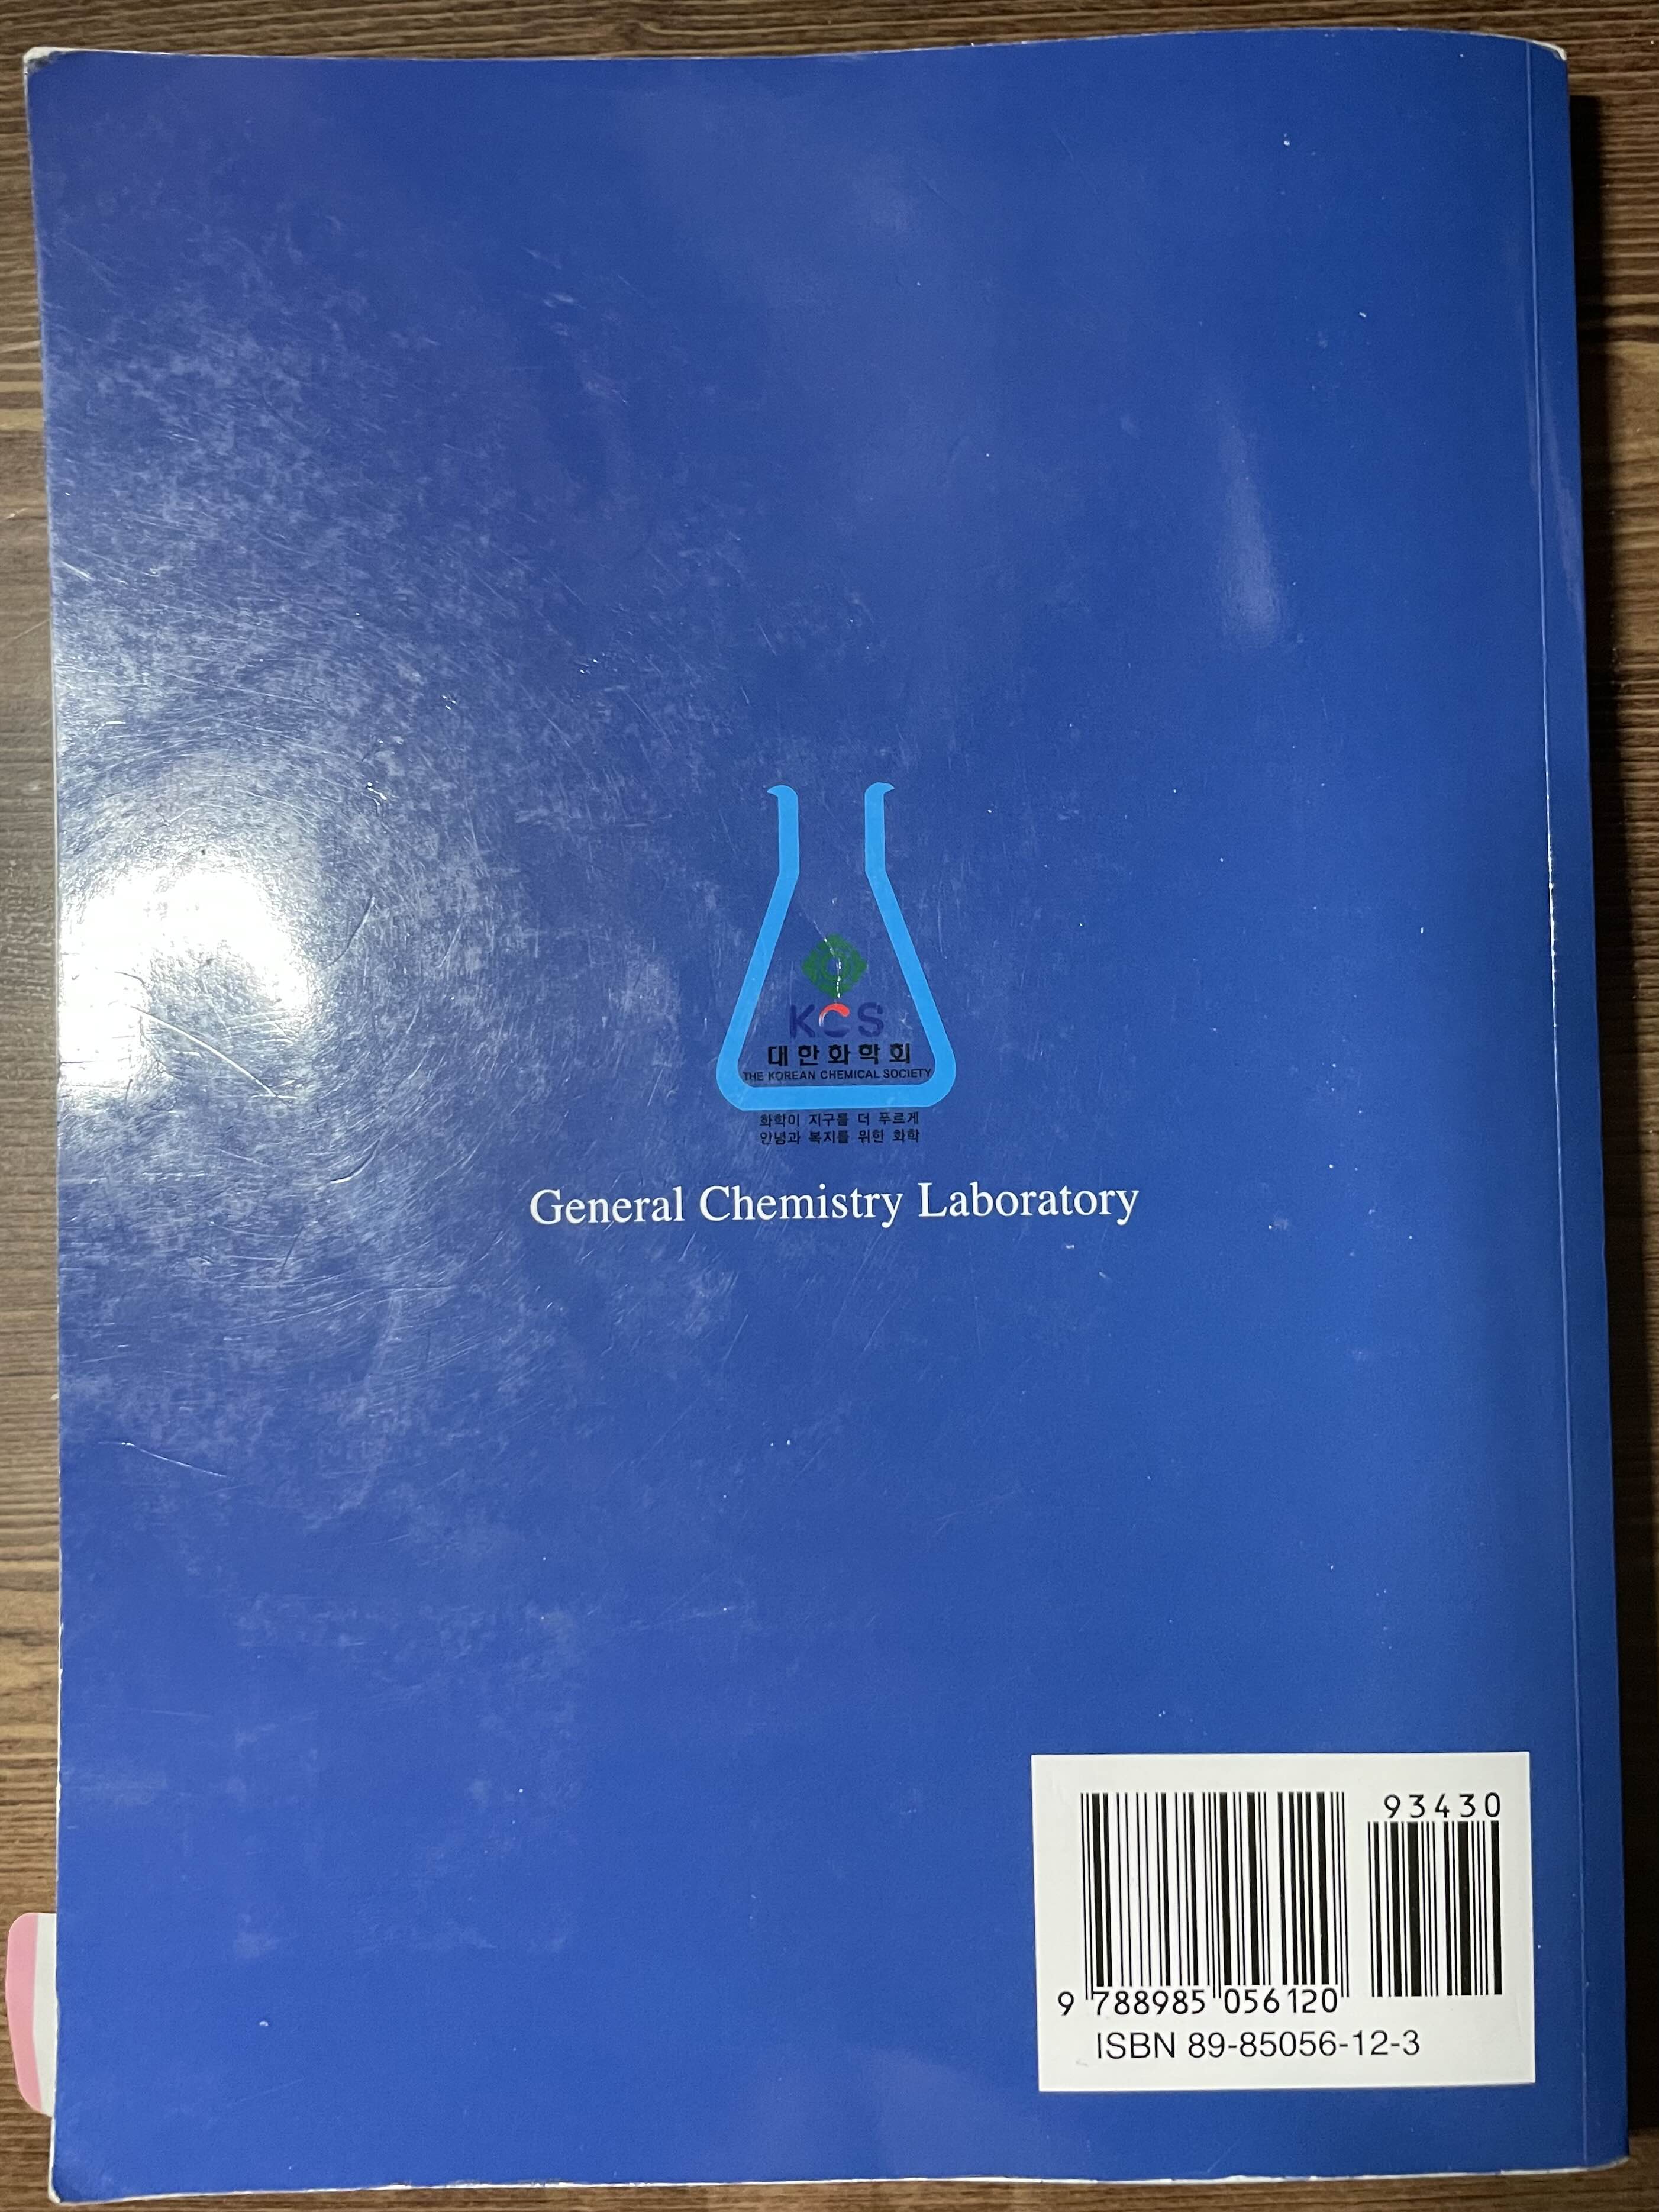 KCS
대한화학회
THE KOREAN CHEMICAL SOCIETY
화학이 지구를 더 푸르게
안녕과 복지를 위한 화학
General Chemistry Laboratory
93430
9 788985 056120
ISBN 89-85056-12-3